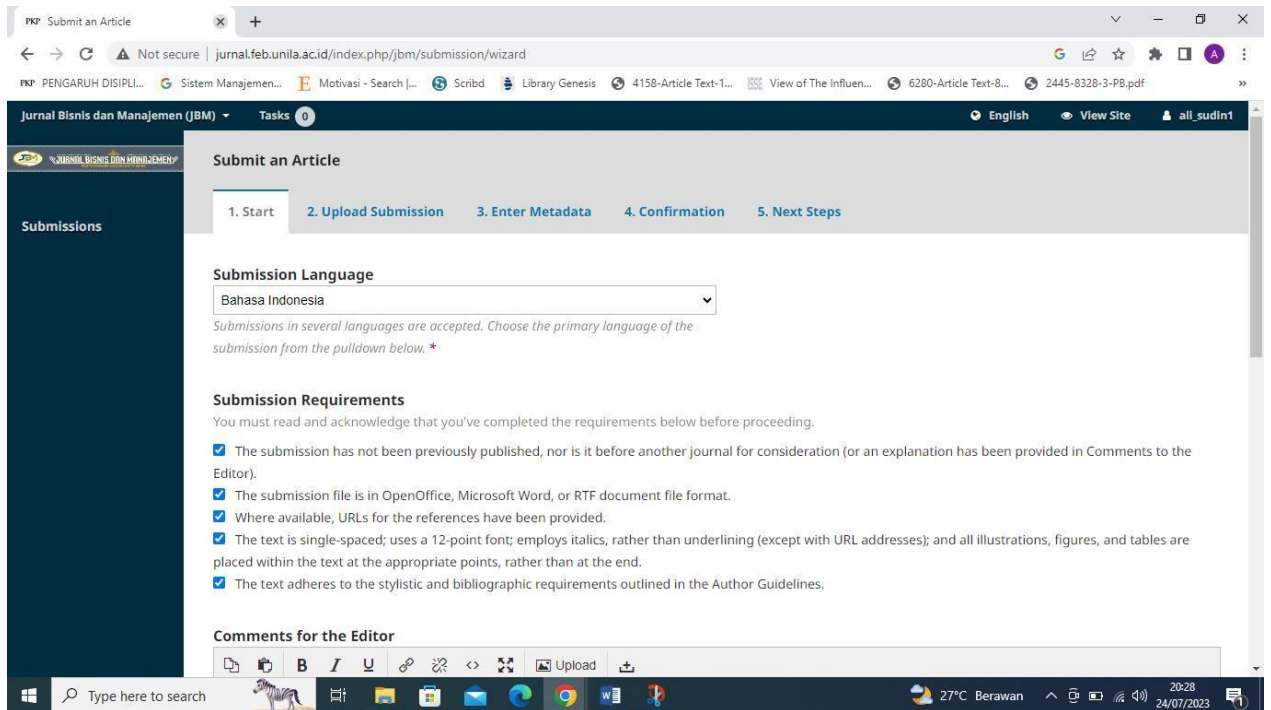 PKP Submit an Article
Not secure | jurnal.feb.unila.ac.id/index.php/jbm/submission/wizard
A
PKP PENGARUH DISIPLI... G Sistem Manajemen... E Motivasi - Search |... Scribd Library Genesis 4158-Article Text-1... View of The Influen... 6280-Article Text-8... 2445-8328-3-PB.pdf »
Jurnal BIsnis dan Manajemen (JBM) Tasks 0 English View Site ali_sudin1
JBM JURNAL BISNIS DAN MANAJEMEN
Submit an Article
1. Start 2. Upload Submission 3. Enter Metadata 4. Confirmation 5. Next Steps
Submissions
Submission Language
Bahasa Indonesia
Submissions in several languages are accepted. Choose the primary language of the
submission from the pulldown below. *
Submission Requirements
You must read and acknowledge that you've completed the requirements below before proceeding.
The submission has not been previously published, nor is it before another journal for consideration (or an explanation has been provided in Comments to the
Editor).
The submission file is in OpenOffice, Microsoft Word, or RTF document file format.
Where available, URLs for the references have been provided.
The text is single-spaced; uses a 12-point font; employs italics, rather than underlining (except with URL addresses); and all illustrations, figures, and tables are
placed within the text at the appropriate points, rather than at the end.
The text adheres to the stylistic and bibliographic requirements outlined in the Author Guidelines.
Comments for the Editor
B I U Upload
Type here to search 27°C Berawan 20:28
24/07/2023